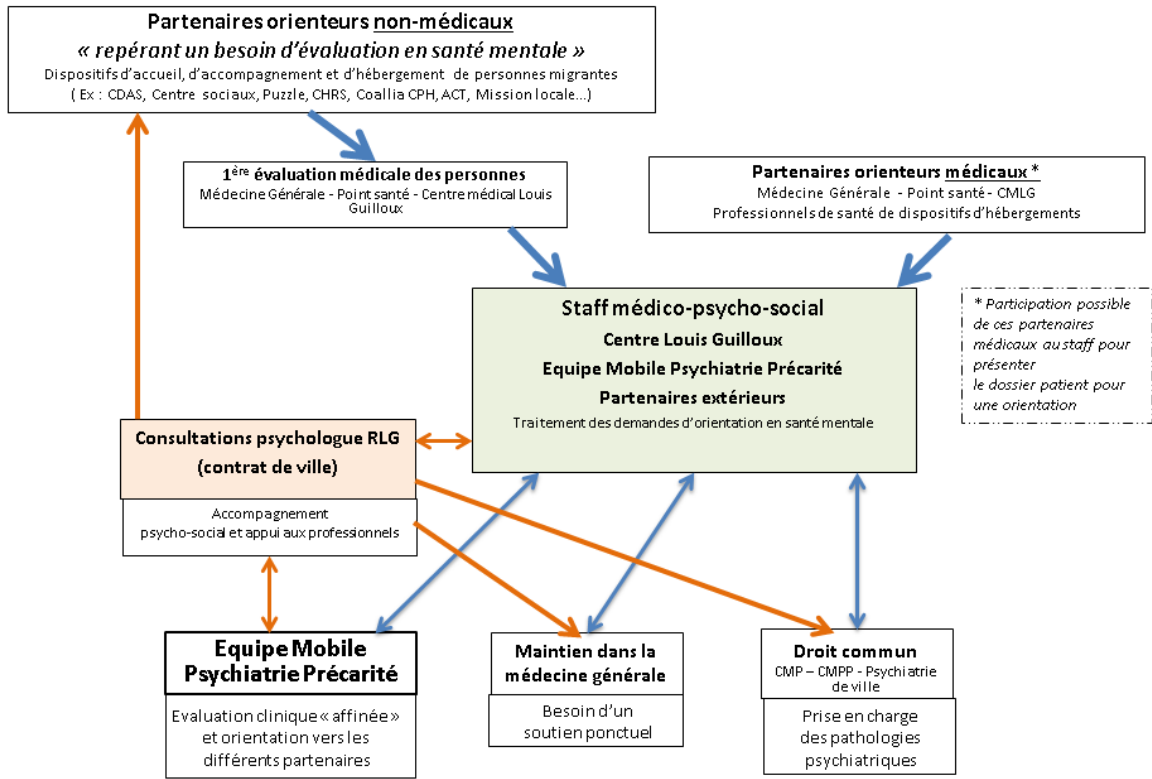 Partenaires orienteurs non-médicaux
« repérant un besoin d'évaluation en santé mentale »
Dispositifs d'accueil, d'accompagnement et d'hébergement de personnes migrantes
( Ex : CDAS, Centre sociaux, Puzzle, CHRS, Coallia CPH, ACT, Mission locale...)
1ère évaluation médicale des personnes
Médecine Générale - Point santé - Centre médical Louis
Guilloux
Partenaires orienteurs médicaux *
Médecine Générale - Point santé- CMLG
Professionnels de santé de dispositifs d'hébergements
Staff médico-psycho-social
Centre Louis Guilloux
Equipe Mobile Psychiatrie Précarité
Partenaires extérieurs
Traitement des demandes d'orientation en santé mentale
* Participation possible
de ces partenaires
médicaux au staff pour
présenter
le dossier patient pour
une orientation
Consultations psychologue RLG
(contrat de ville)
Accompagnement
psycho-social et appui aux professionnels
Equipe Mobile
Psychiatrie Précarité
Evaluation clinique « affinée »
et orientation vers les
différents partenaires
Maintien dans la
médecine générale
Besoin d'un
soutien ponctuel
Droit commun
CMP – CMPP - Psychiatrie
de ville
Prise en charge
des pathologies
psychiatriques